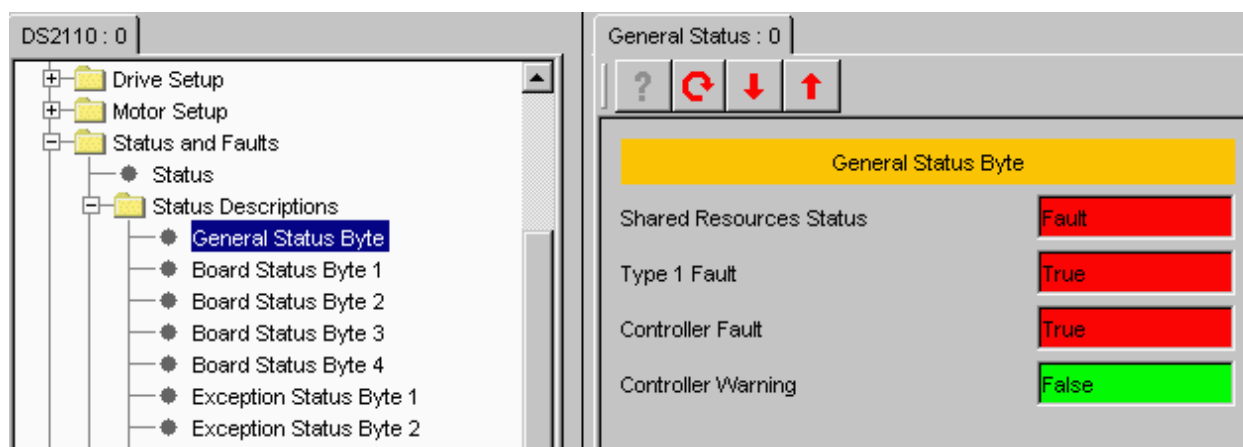 DS2110 : 0
Drive Setup
Motor Setup
Status and Faults
Status
Status Descriptions
General Status Byte
Board Status Byte 1
Board Status Byte 2
Board Status Byte 3
Board Status Byte 4
Exception Status Byte 1
Exception Status Byte 2
General Status : 0
?
General Status Byte
Shared Resources Status Fault
Type 1 Fault True
Controller Fault True
Controller Warning False